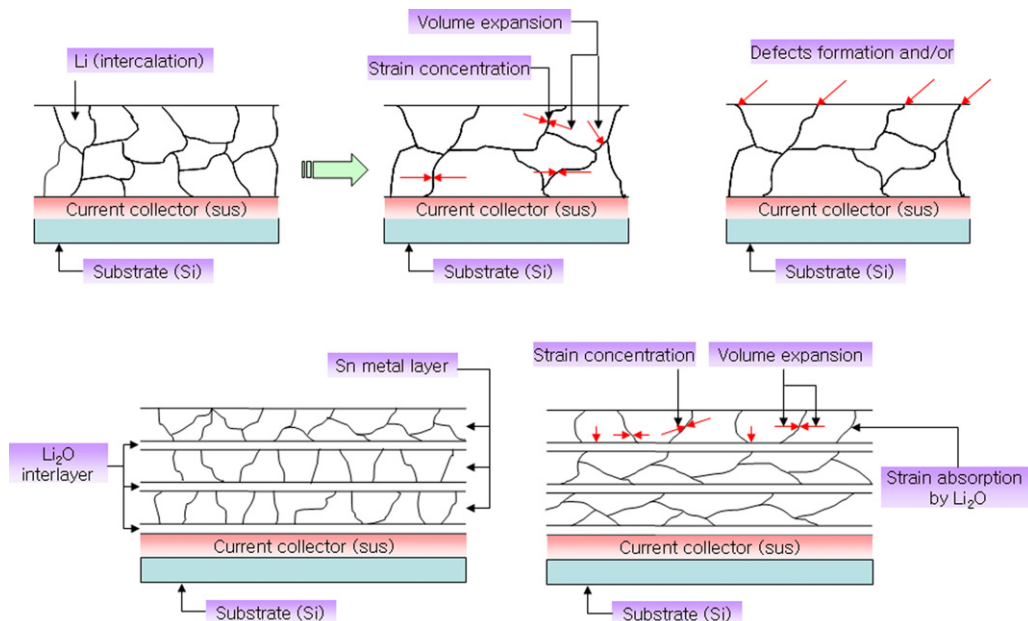 Volume expansion
Li (intercalation)
Strain concentration
Defects formation and/or
Current collector (sus)
Current collector (sus)
Current collector (sus)
Substrate (Si)
Substrate (Si)
Substrate (Si)
Sn metal layer
Strain concentration
Volume expansion
Li₂O
interlayer
Strain absorption
by Li₂O
Current collector (sus)
Current collector (sus)
Substrate (Si)
Substrate (Si)